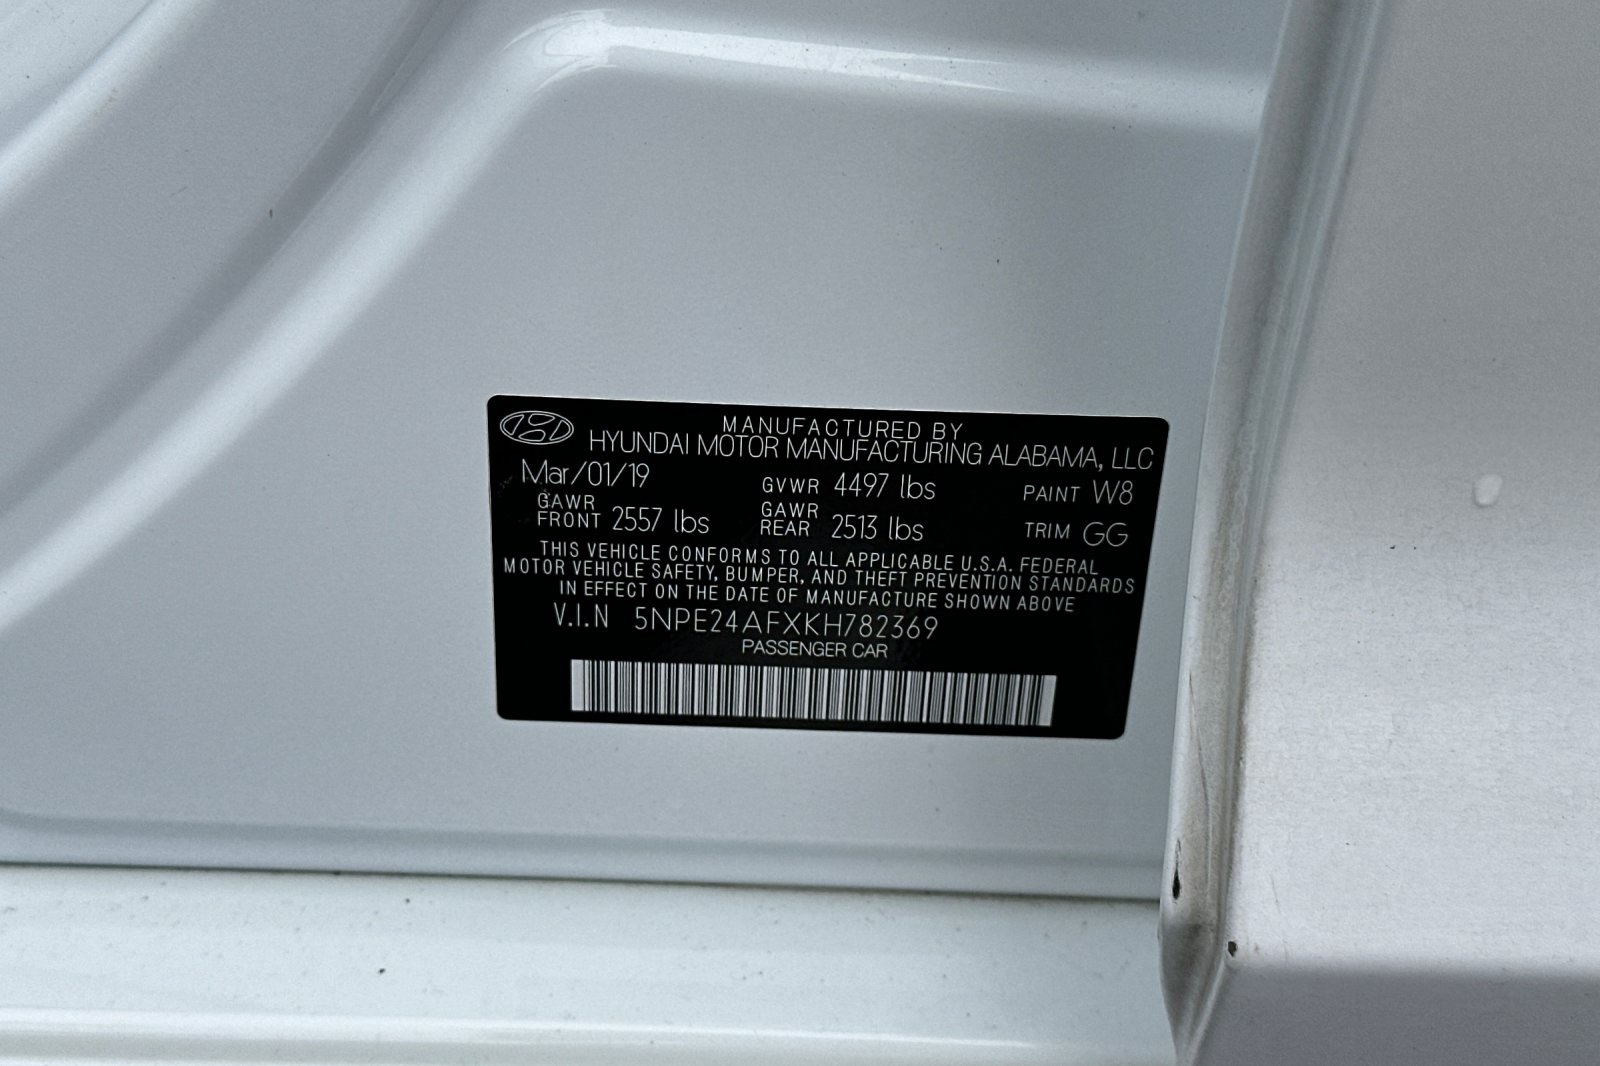 MANUFACTURED BY
HYUNDAI MOTOR MANUFACTURING ALABAMA, LLC
Mar/01/19 GVWR 4497 lbs PAINT W8
GAWR FRONT 2557 lbs GAWR REAR 2513 lbs TRIM GG
THIS VEHICLE CONFORMS TO ALL APPLICABLE U.S.A. FEDERAL
MOTOR VEHICLE SAFETY, BUMPER, AND THEFT PREVENTION STANDARDS
IN EFFECT ON THE DATE OF MANUFACTURE SHOWN ABOVE
V.I.N 5NPE24AFXKH782369
PASSENGER CAR